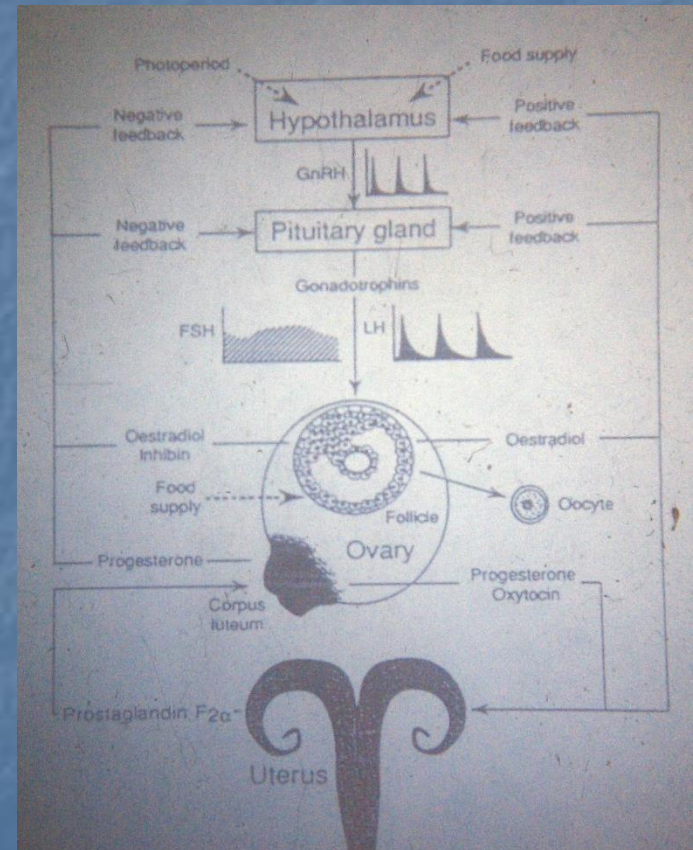 Photoperiod
Food supply
Negative
feedback
Hypothalamus
Positive
feedback
GnRH
Negative
feedback
Pituitary gland
Positive
feedback
Gonadotrophins
FSH
LH
Oestradiol
Inhibin
Oestradiol
Food
supply
Follicle
Oocyte
Ovary
Progesterone
Progesterone
Oxytocin
Corpus
luteum
Prostaglandin F2α
Uterus